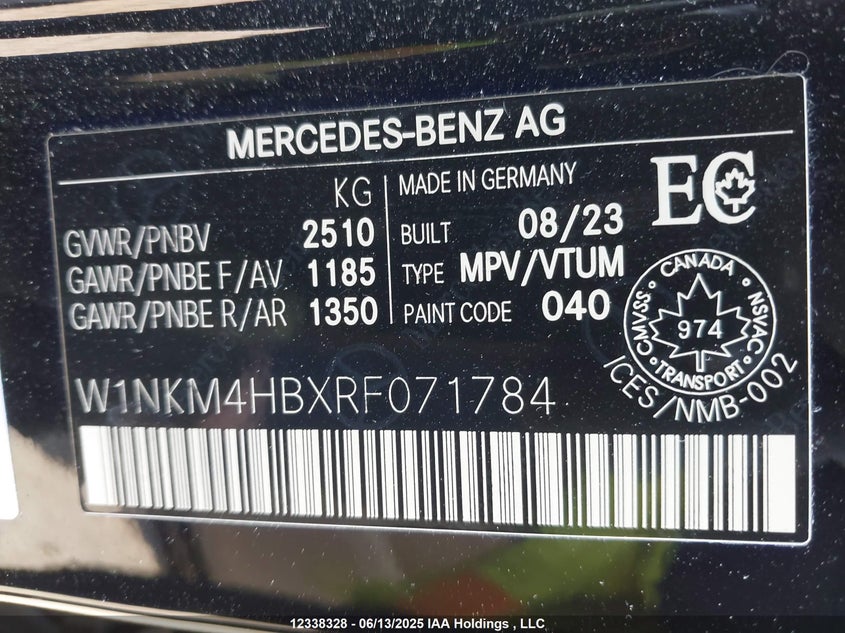 MERCEDES-BENZ AG
KG
GVWR/PNBV 2510
GAWR/PNBE F/AV 1185
GAWR/PNBE R/AR 1350
MADE IN GERMANY
BUILT 08/23
TYPE MPV/VTUM
PAINT CODE 040
EC
CANADA
CMVSS NSVAC
974
TRANSPORT
ICES/NMB-002
W1NKM4HBXRF071784
12338328 - 06/13/2025 IAA Holdings , LLC